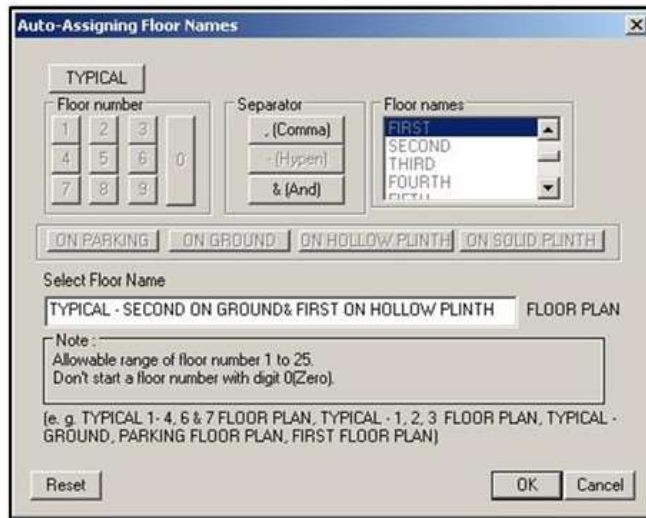 Auto-Assigning Floor Names
TYPICAL
Floor number
1 2 3
4 5 6 0
7 8 9
Separator
, (Comma)
- (Hypen)
& (And)
Floor names
FIRST
SECOND
THIRD
FOURTH
FIFTH
ON PARKING ON GROUND ON HOLLOW PLINTH ON SOLID PLINTH
Select Floor Name
TYPICAL - SECOND ON GROUND& FIRST ON HOLLOW PLINTH FLOOR PLAN
Note :
Allowable range of floor number 1 to 25.
Don't start a floor number with digit 0(Zero).
(e. g. TYPICAL 1- 4, 6 & 7 FLOOR PLAN, TYPICAL - 1, 2, 3 FLOOR PLAN, TYPICAL -
GROUND, PARKING FLOOR PLAN, FIRST FLOOR PLAN)
Reset OK Cancel